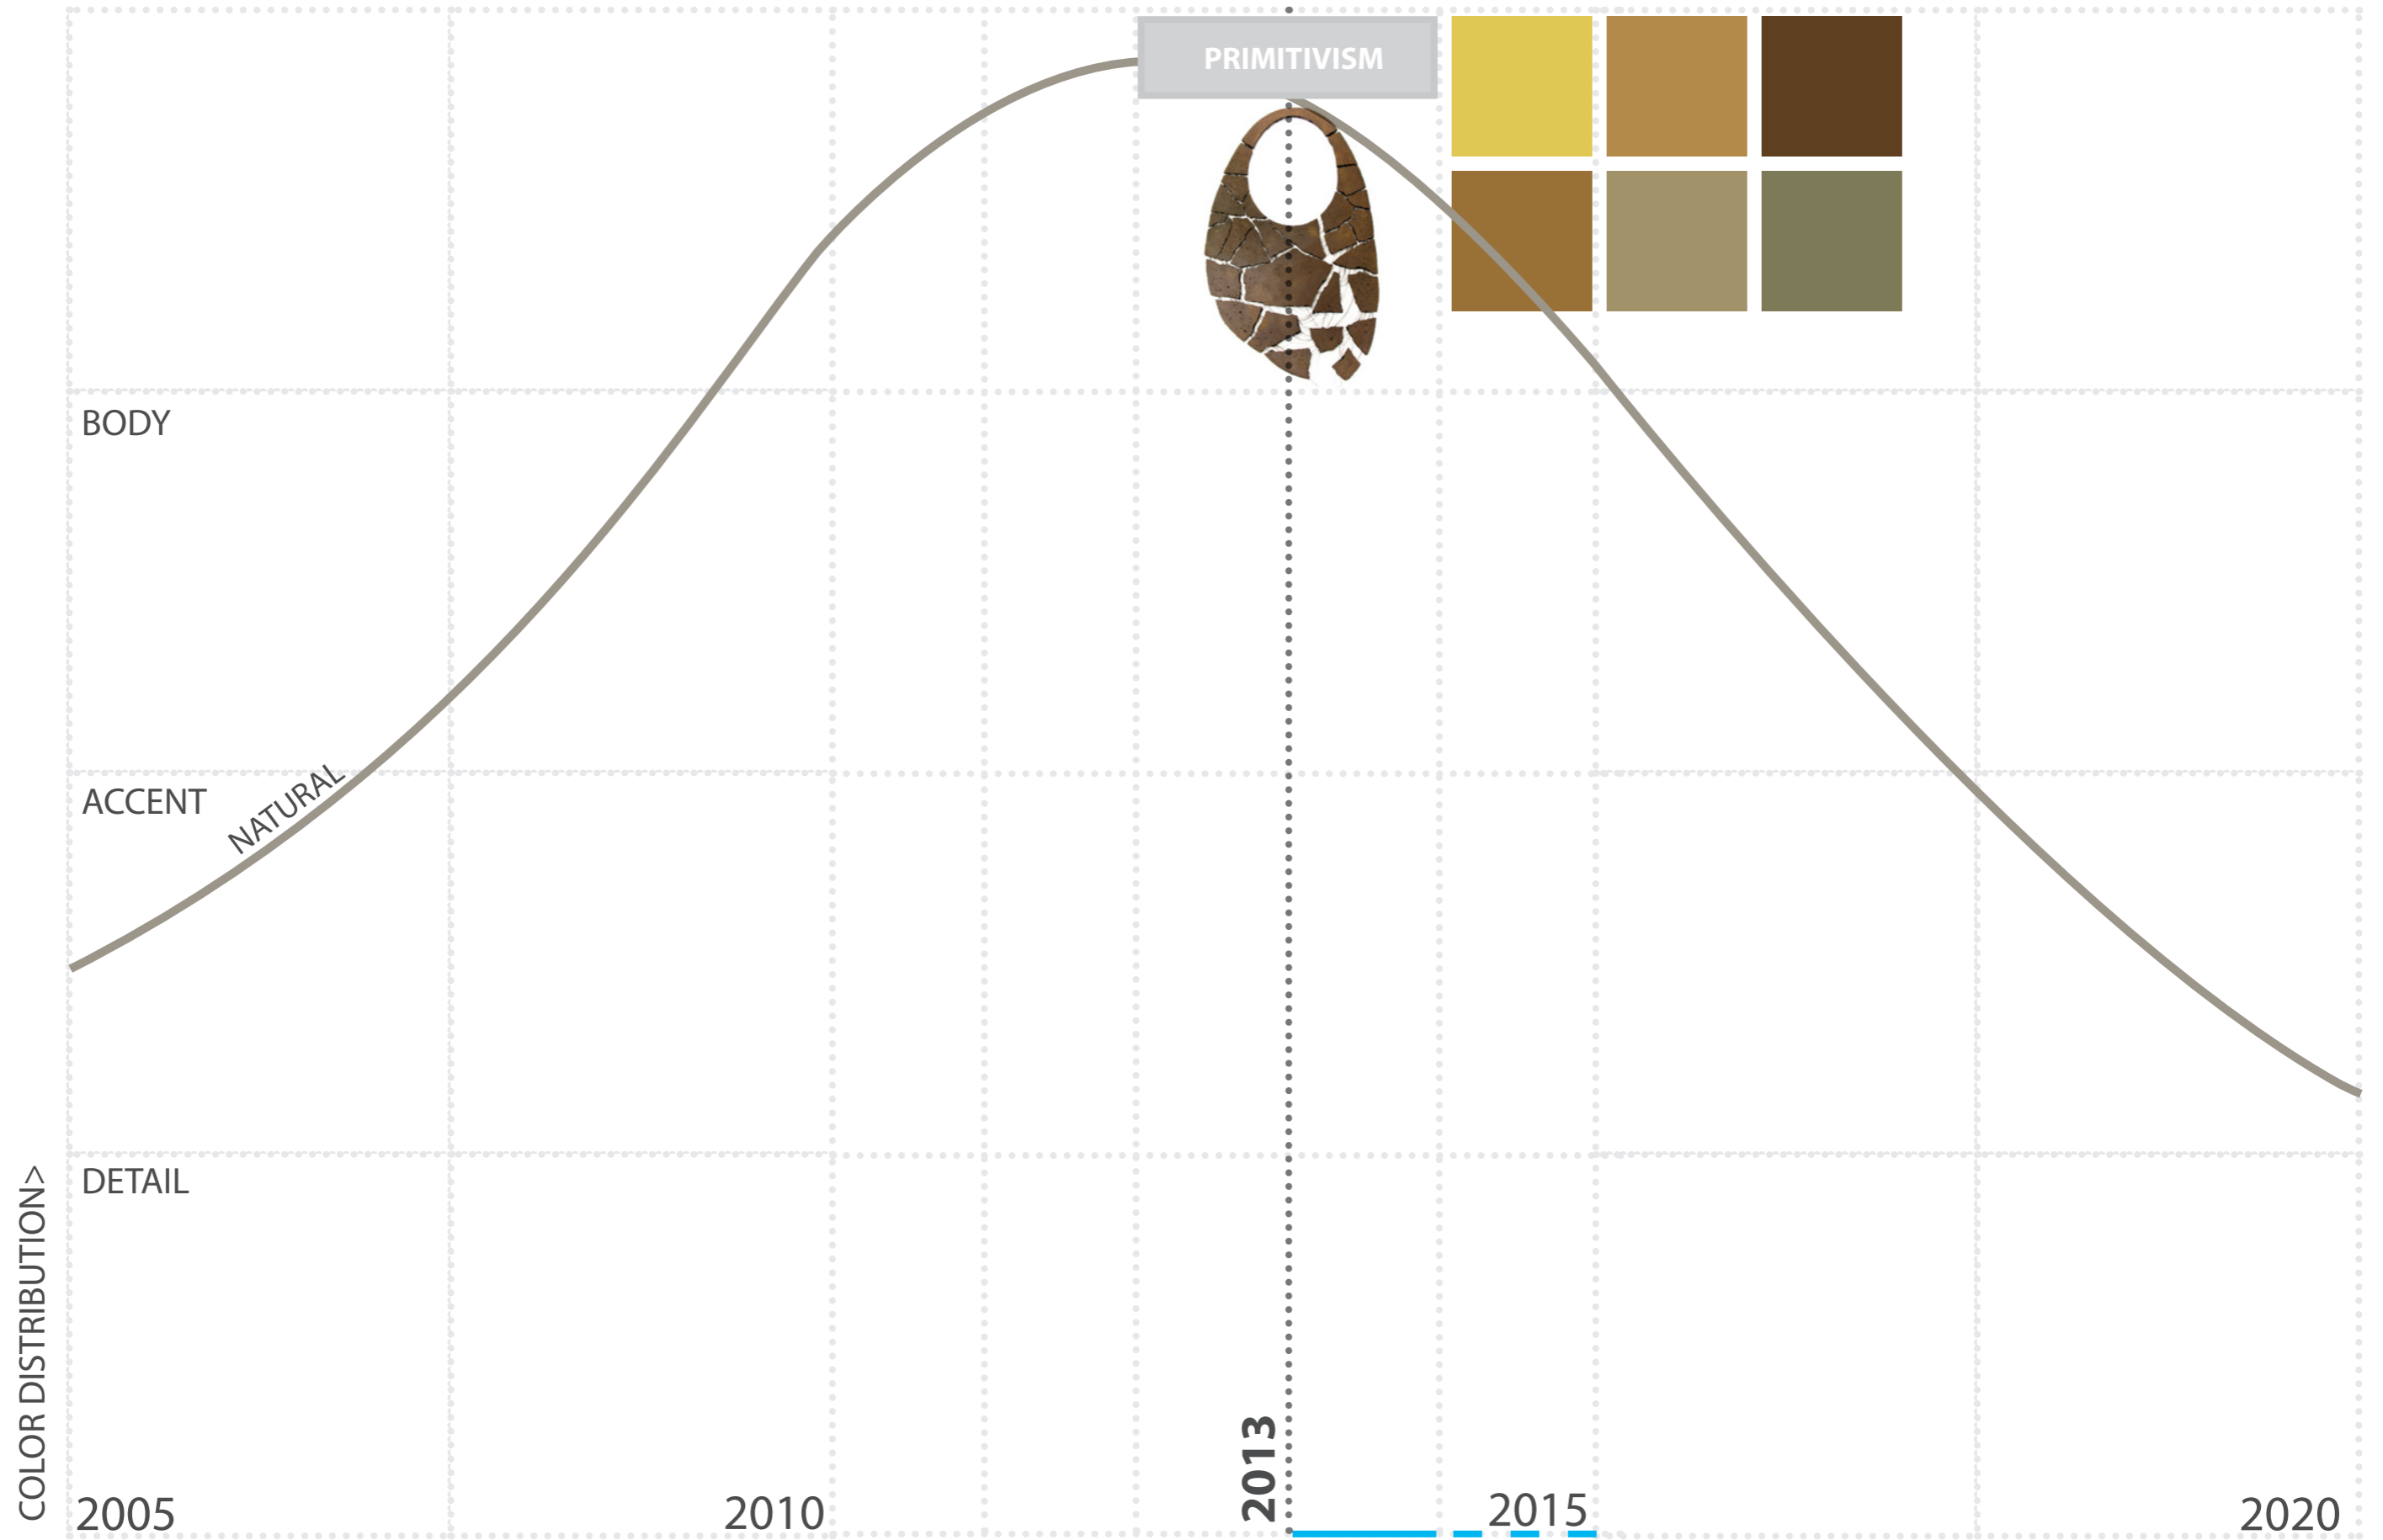 PRIMITIVISM
BODY
ACCENT
NATURAL
DETAIL
COLOR DISTRIBUTION>
2005
2010
2013
2015
2020